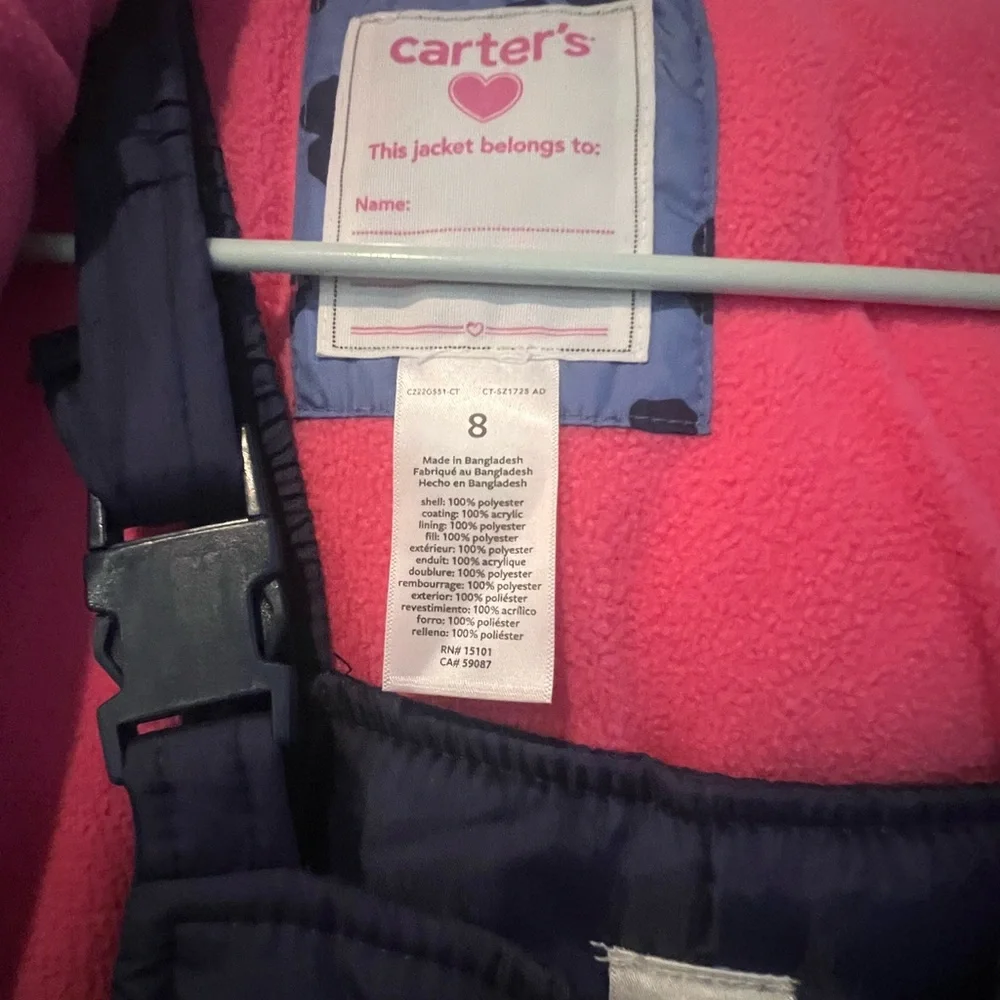 carter's
This jacket belongs to:
Name:
C222G551-CT CT-SZ1728 AD
8
Made in Bangladesh
Fabriqué au Bangladesh
Hecho en Bangladesh
shell: 100% polyester
coating: 100% acrylic
lining: 100% polyester
fill: 100% polyester
extérieur: 100% polyester
enduit: 100% acrylique
doublure: 100% polyester
rembourrage: 100% polyester
exterior: 100% poliéster
revestimiento: 100% acrílico
forro: 100% poliéster
relleno: 100% poliéster
RN# 15101
CA# 59087